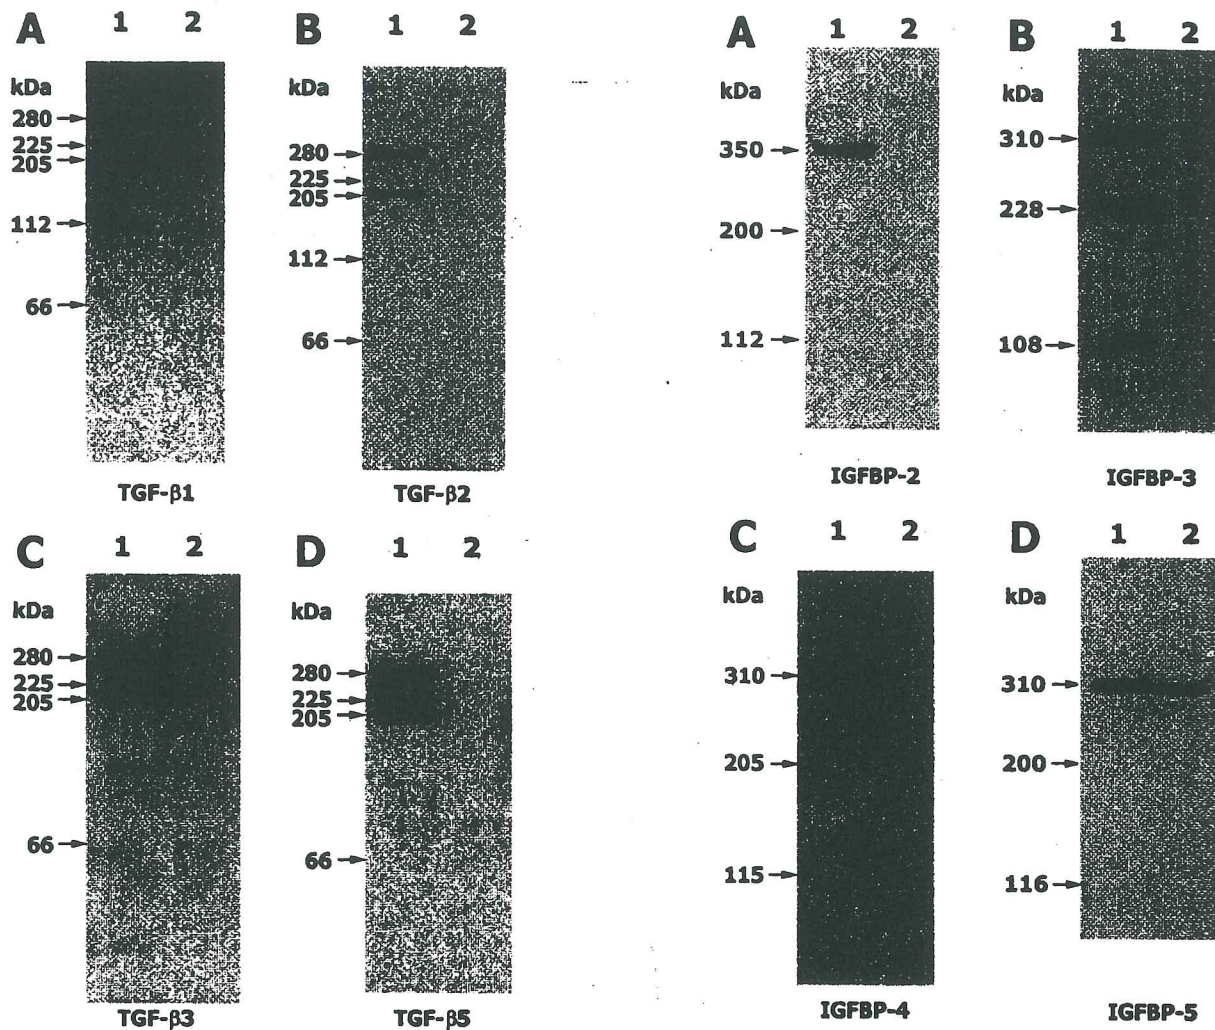 A 1 2
kDa
280
225
205
112
66
TGF-β1
B 1 2
kDa
280
225
205
112
66
TGF-β2
C 1 2
kDa
280
225
205
66
TGF-β3
D 1 2
kDa
280
225
205
66
TGF-β5
A 1 2
kDa
350
200
112
IGFBP-2
B 1 2
kDa
310
228
108
IGFBP-3
C 1 2
kDa
310
205
115
IGFBP-4
D 1 2
kDa
310
200
116
IGFBP-5